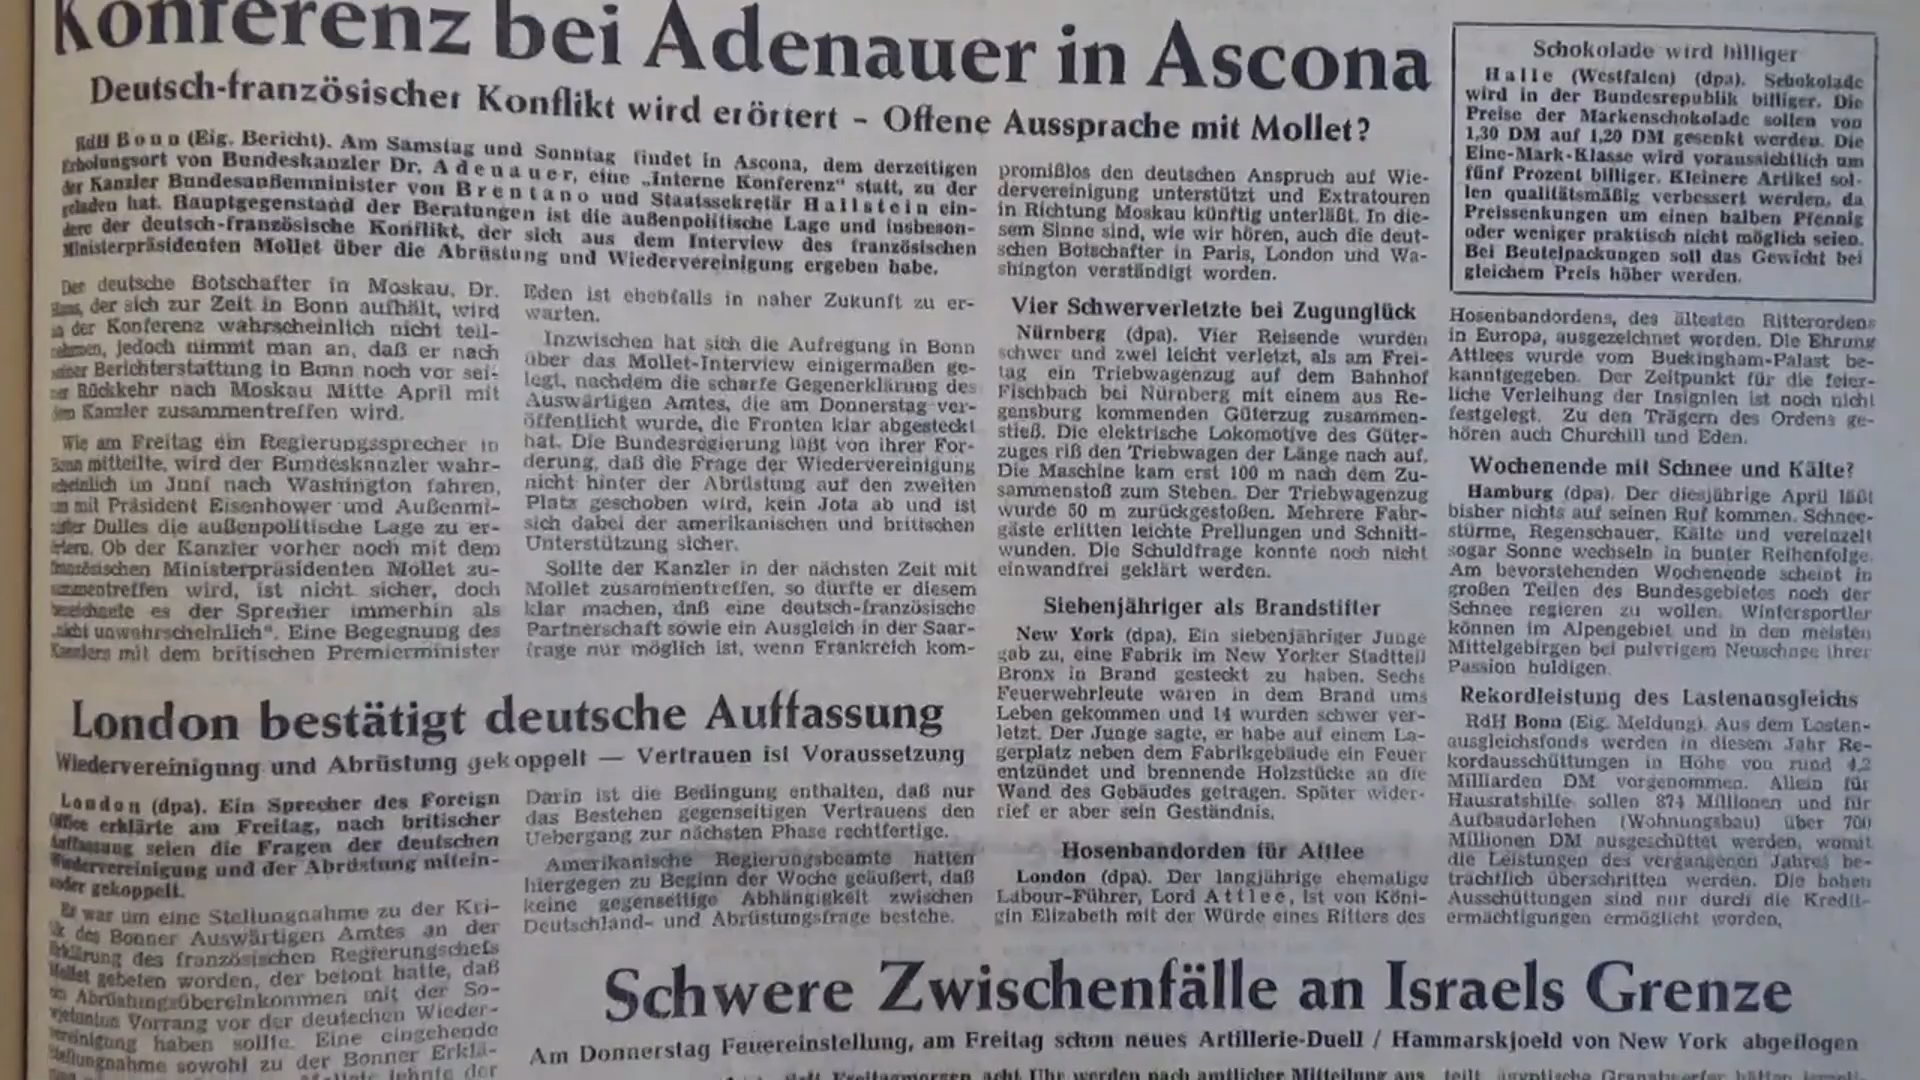 Konferenz bei Adenauer in Ascona
Deutsch-französischer Konflikt wird erörtert – Offene Aussprache mit Mollet?
RdH Bonn (Eig. Bericht). Am Samstag und Sonntag findet in Ascona, dem derzeitigen
Erholungsort von Bundeskanzler Dr. Adenauer, eine „Interne Konferenz“ statt, zu der
der Kanzler Bundesaußenminister von Brentano und Staatssekretär Hallstein ein-
geladen hat. Hauptgegenstand der Beratungen ist die außenpolitische Lage und insbeson-
dere der deutsch-französische Konflikt, der sich aus dem Interview des französischen
Ministerpräsidenten Mollet über die Abrüstung und Wiedervereinigung ergeben habe.
Der deutsche Botschafter in Moskau, Dr.
Haas, der sich zur Zeit in Bonn aufhält, wird
an der Konferenz wahrscheinlich nicht teil-
nehmen, jedoch nimmt man an, daß er nach
seiner Berichterstattung in Bonn noch vor sei-
ner Rückkehr nach Moskau Mitte April mit
dem Kanzler zusammentreffen wird.
Wie am Freitag ein Regierungssprecher in
Bonn mitteilte, wird der Bundeskanzler wahr-
scheinlich im Juni nach Washington fahren,
um mit Präsident Eisenhower und Außenmi-
nister Dulles die außenpolitische Lage zu er-
örtern. Ob der Kanzler vorher noch mit dem
französischen Ministerpräsidenten Mollet zu-
sammentreffen wird, ist nicht sicher, doch
bezeichnete es der Sprecher immerhin als
„nicht unwahrscheinlich“. Eine Begegnung des
Kanzlers mit dem britischen Premierminister
Eden ist ebenfalls in naher Zukunft zu er-
warten.
Inzwischen hat sich die Aufregung in Bonn
über das Mollet-Interview einigermaßen ge-
legt, nachdem die scharfe Gegenerklärung des
Auswärtigen Amtes, die am Donnerstag ver-
öffentlicht wurde, die Fronten klar abgesteckt
hat. Die Bundesregierung läßt von ihrer For-
derung, daß die Frage der Wiedervereinigung
nicht hinter der Abrüstung auf den zweiten
Platz geschoben wird, kein Jota ab und ist
sich dabei der amerikanischen und britischen
Unterstützung sicher.
Sollte der Kanzler in der nächsten Zeit mit
Mollet zusammentreffen, so dürfte er diesem
klar machen, daß eine deutsch-französische
Partnerschaft sowie ein Ausgleich in der Saar-
frage nur möglich ist, wenn Frankreich kom-
promißlos den deutschen Anspruch auf Wie-
dervereinigung unterstützt und Extratouren
in Richtung Moskau künftig unterläßt. In die-
sem Sinne sind, wie wir hören, auch die deut-
schen Botschafter in Paris, London und Wa-
shington verständigt worden.
London bestätigt deutsche Auffassung
Wiedervereinigung und Abrüstung gekoppelt — Vertrauen ist Voraussetzung
London (dpa). Ein Sprecher des Foreign
Office erklärte am Freitag, nach britischer
Auffassung seien die Fragen der deutschen
Wiedervereinigung und der Abrüstung mitein-
ander gekoppelt.
Er war um eine Stellungnahme zu der Kri-
tik des Bonner Auswärtigen Amtes an der
Erklärung des französischen Regierungschefs
Mollet gebeten worden, der betont hatte, daß
ein Abrüstungsübereinkommen mit der So-
wjetunion Vorrang vor der deutschen Wieder-
vereinigung haben sollte. Eine eingehende
Stellungnahme sowohl zu der Bonner Erklä-
lehnte der
Darin ist die Bedingung enthalten, daß nur
das Bestehen gegenseitigen Vertrauens den
Uebergang zur nächsten Phase rechtfertige.
Amerikanische Regierungsbeamte hatten
hiergegen zu Beginn der Woche geäußert, daß
keine gegenseitige Abhängigkeit zwischen
Deutschland- und Abrüstungsfrage bestehe.
Vier Schwerverletzte bei Zugunglück
Nürnberg (dpa). Vier Reisende wurden
schwer und zwei leicht verletzt, als am Frei-
tag ein Triebwagenzug auf dem Bahnhof
Fischbach bei Nürnberg mit einem aus Re-
gensburg kommenden Güterzug zusammen-
stieß. Die elektrische Lokomotive des Güter-
zuges riß den Triebwagen der Länge nach auf.
Die Maschine kam erst 100 m nach dem Zu-
sammenstoß zum Stehen. Der Triebwagenzug
wurde 50 m zurückgestoßen. Mehrere Fahr-
gäste erlitten leichte Prellungen und Schnitt-
wunden. Die Schuldfrage konnte noch nicht
einwandfrei geklärt werden.
Siebenjähriger als Brandstifter
New York (dpa). Ein siebenjähriger Junge
gab zu, eine Fabrik im New Yorker Stadtteil
Bronx in Brand gesteckt zu haben. Sechs
Feuerwehrleute waren in dem Brand ums
Leben gekommen und 14 wurden schwer ver-
letzt. Der Junge sagte, er habe auf einem La-
gerplatz neben dem Fabrikgebäude ein Feuer
entzündet und brennende Holzstücke an die
Wand des Gebäudes getragen. Später wider-
rief er aber sein Geständnis.
Hosenbandorden für Attlee
London (dpa). Der langjährige ehemalige
Labour-Führer, Lord Attlee, ist von Köni-
gin Elizabeth mit der Würde eines Ritters des
Schokolade wird billiger
Halle (Westfalen) (dpa). Schokolade
wird in der Bundesrepublik billiger. Die
Preise der Markenschokolade sollen von
1,30 DM auf 1,20 DM gesenkt werden. Die
Eine-Mark-Klasse wird voraussichtlich um
fünf Prozent billiger. Kleinere Artikel sol-
len qualitätsmäßig verbessert werden, da
Preissenkungen um einen halben Pfennig
oder weniger praktisch nicht möglich seien.
Bei Beutelpackungen soll das Gewicht bei
gleichem Preis höher werden.
Hosenbandordens, des ältesten Ritterordens
in Europa, ausgezeichnet worden. Die Ehrung
Attlees wurde vom Buckingham-Palast be-
kanntgegeben. Der Zeitpunkt für die feier-
liche Verleihung der Insignien ist noch nicht
festgelegt. Zu den Trägern des Ordens ge-
hören auch Churchill und Eden.
Wochenende mit Schnee und Kälte?
Hamburg (dpa). Der diesjährige April läßt
bisher nichts auf seinen Ruf kommen. Schnee-
stürme, Regenschauer, Kälte und vereinzelt
sogar Sonne wechseln in bunter Reihenfolge.
Am bevorstehenden Wochenende scheint in
großen Teilen des Bundesgebietes noch der
Schnee regieren zu wollen. Wintersportler
können im Alpengebiet und in den meisten
Mittelgebirgen bei pulvrigem Neuschnee ihrer
Passion huldigen.
Rekordleistung des Lastenausgleichs
RdH Bonn (Eig. Meldung). Aus dem Lasten-
ausgleichsfonds werden in diesem Jahr Re-
kordausschüttungen in Höhe von rund 4,2
Milliarden DM vorgenommen. Allein für
Hausratshilfe sollen 874 Millionen und für
Aufbaudarlehen (Wohnungsbau) über 700
Millionen DM ausgeschüttet werden, womit
die Leistungen des vergangenen Jahres be-
trächtlich überschritten werden. Die hohen
Ausschüttungen sind nur durch die Kredit-
ermächtigungen ermöglicht worden.
Schwere Zwischenfälle an Israels Grenze
Am Donnerstag Feuereinstellung, am Freitag schon neues Artillerie-Duell / Hammarskjoeld von New York abgeflogen
Freitagmorgen acht Uhr werden nach amtlicher Mitteilung aus
teilt, ägyptische Granatwerfer hätten